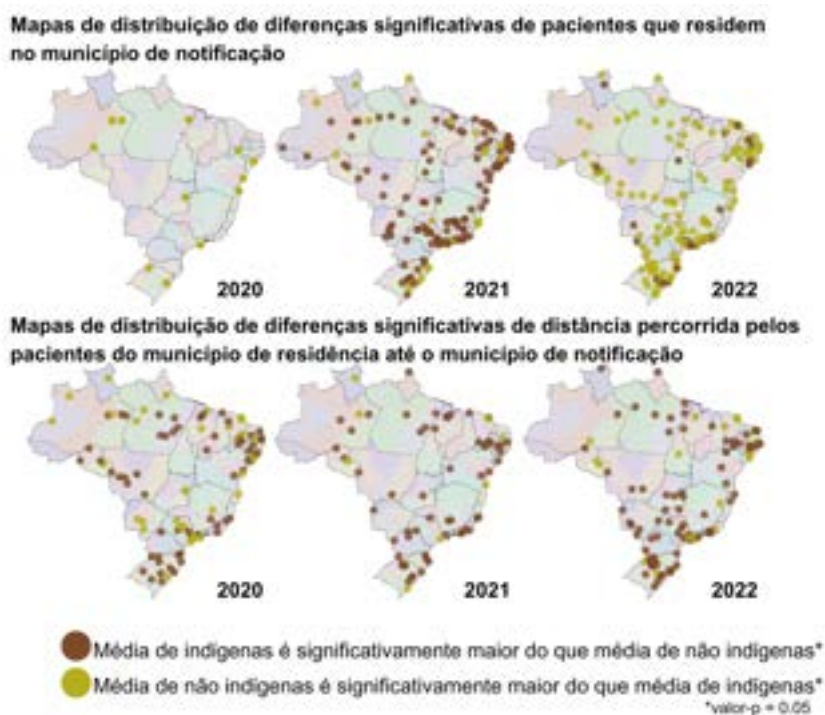 Mapas de distribuição de diferenças significativas de pacientes que residem
no município de notificação
2020
2021
2022
Mapas de distribuição de diferenças significativas de distância percorrida pelos
pacientes do município de residência até o município de notificação
2020
2021
2022
Média de indígenas é significativamente maior do que média de não indígenas*
Média de não indígenas é significativamente maior do que média de indígenas*
*valor-p = 0.05